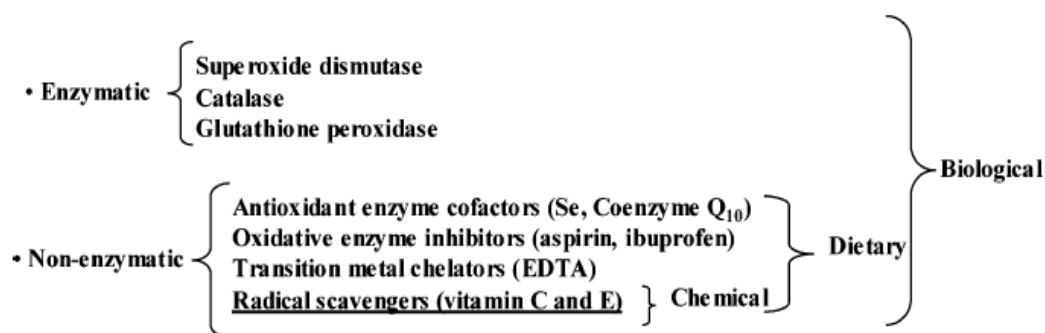 Superoxide dismutase
• Enzymatic Catalase
Glutathione peroxidase
Biological
Antioxidant enzyme cofactors (Se, Coenzyme Q10)
Oxidative enzyme inhibitors (aspirin, ibuprofen)
• Non-enzymatic Dietary
Transition metal chelators (EDTA)
Radical scavengers (vitamin C and E) Chemical